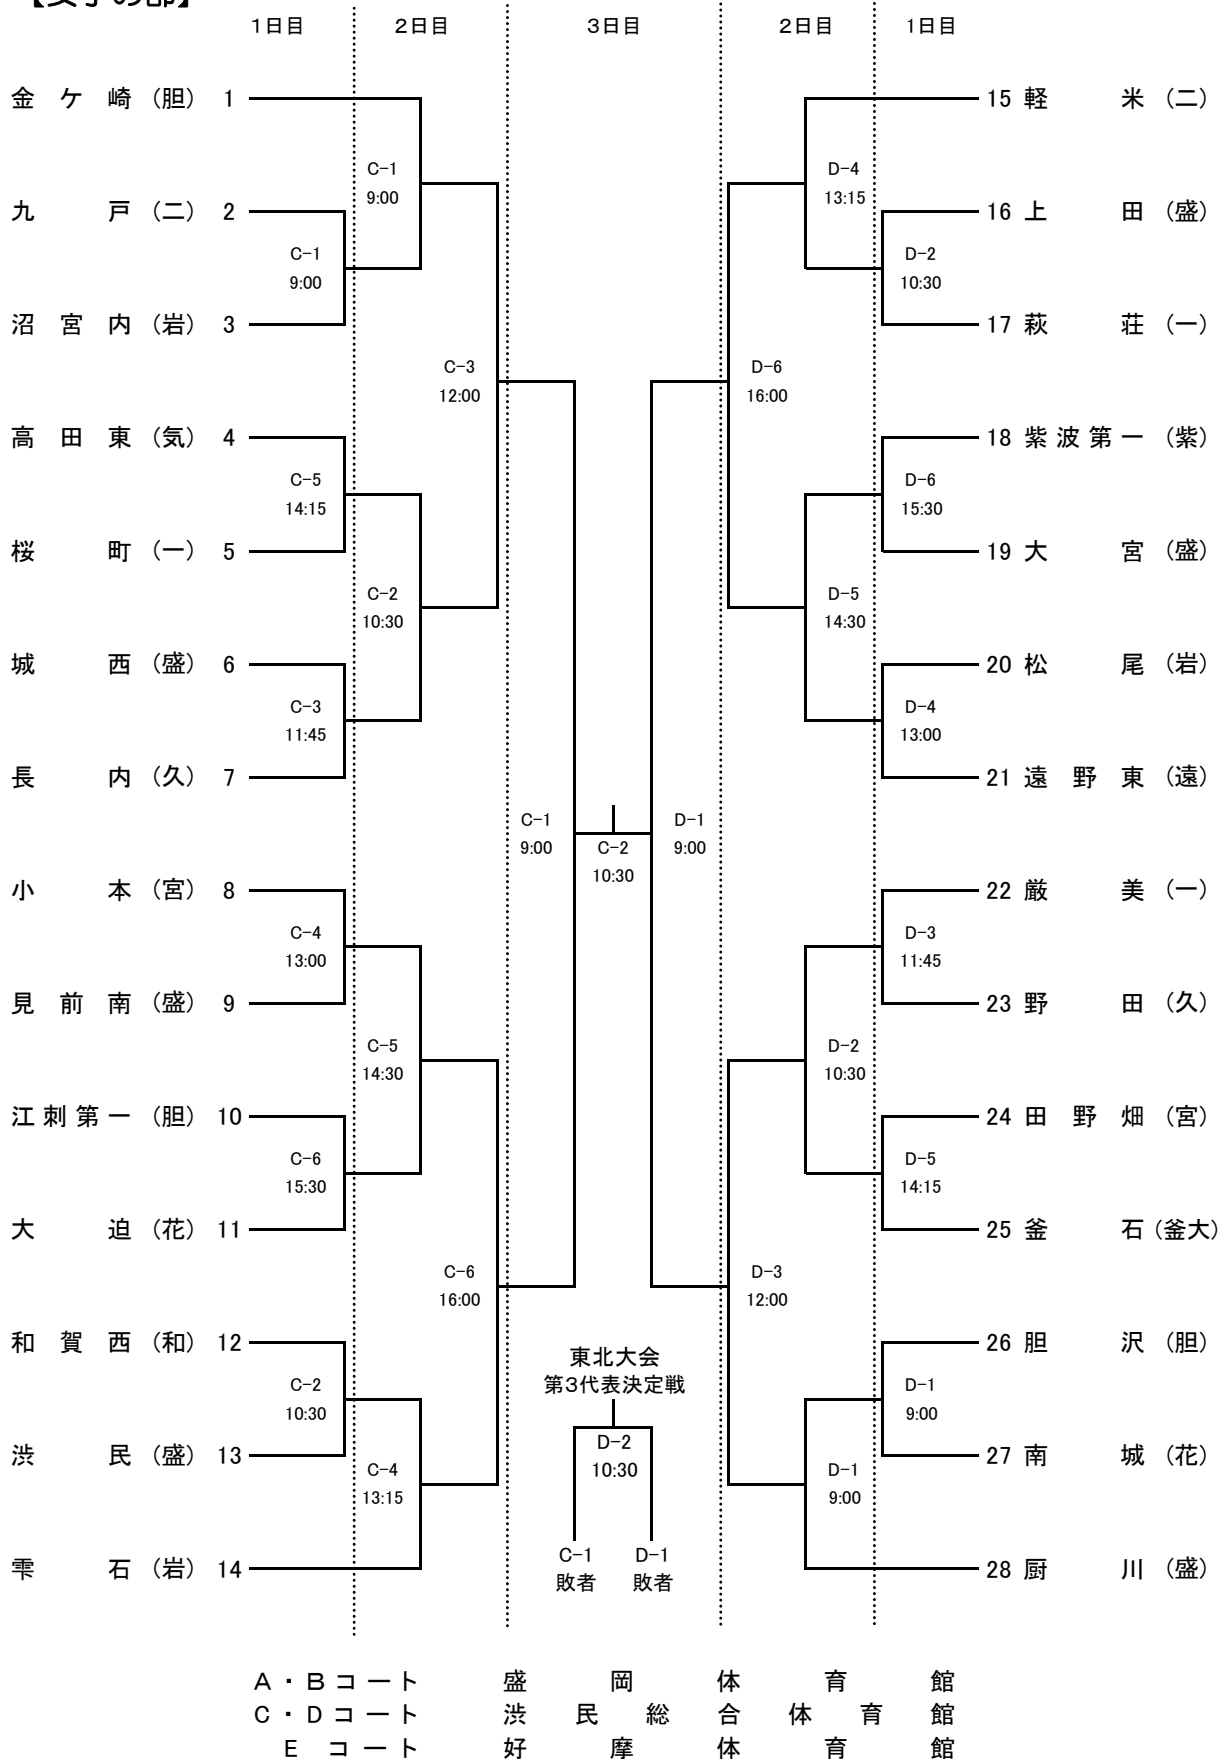 【女子の部】
1日目 2日目 3日目 2日目 1日目
金ケ崎（胆） 1
15 軽米（二）
C-1
9:00
D-4
13:15
九戸（二） 2
16 上田（盛）
C-1
9:00
D-2
10:30
沼宮内（岩） 3
17 萩荘（一）
C-3
12:00
D-6
16:00
高田東（気） 4
18 紫波第一（紫）
C-5
14:15
D-6
15:30
桜町（一） 5
19 大宮（盛）
C-2
10:30
D-5
14:30
城西（盛） 6
20 松尾（岩）
C-3
11:45
D-4
13:00
長内（久） 7
21 遠野東（遠）
C-1
9:00
C-2
10:30
D-1
9:00
小本（宮） 8
22 厳美（一）
C-4
13:00
D-3
11:45
見前南（盛） 9
23 野田（久）
C-5
14:30
D-2
10:30
江刺第一（胆） 10
24 田野畑（宮）
C-6
15:30
D-5
14:15
大迫（花） 11
25 釜石（釜大）
C-6
16:00
D-3
12:00
和賀西（和） 12
26 胆沢（胆）
東北大会
第3代表決定戦
C-2
10:30
D-1
9:00
D-2
10:30
渋民（盛） 13
27 南城（花）
C-4
13:15
D-1
9:00
C-1 D-1
敗者 敗者
雫石（岩） 14
28 厨川（盛）
A・Bコート 盛岡体育館
C・Dコート 渋民総合体育館
Eコート 好摩体育館